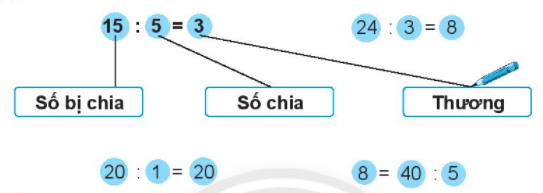 15 : 5 = 3
24 : 3 = 8
Số bị chia
Số chia
Thương
20 : 1 = 20
8 = 40 : 5